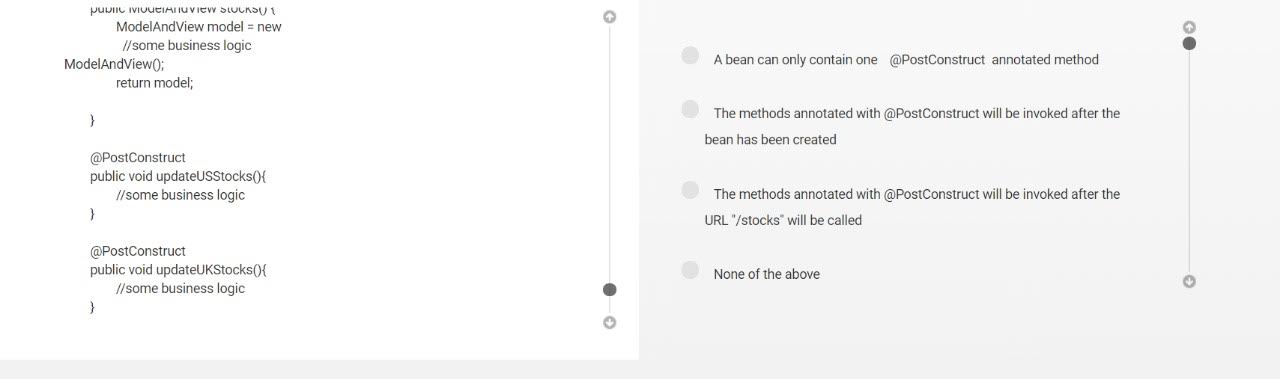 public ModelAndView stocks() {
ModelAndView model = new
//some business logic
ModelAndView();
return model;
}
@PostConstruct
public void updateUSStocks(){
//some business logic
}
@PostConstruct
public void updateUKStocks(){
//some business logic
}
A bean can only contain one @PostConstruct annotated method
The methods annotated with @PostConstruct will be invoked after the
bean has been created
The methods annotated with @PostConstruct will be invoked after the
URL "/stocks" will be called
None of the above